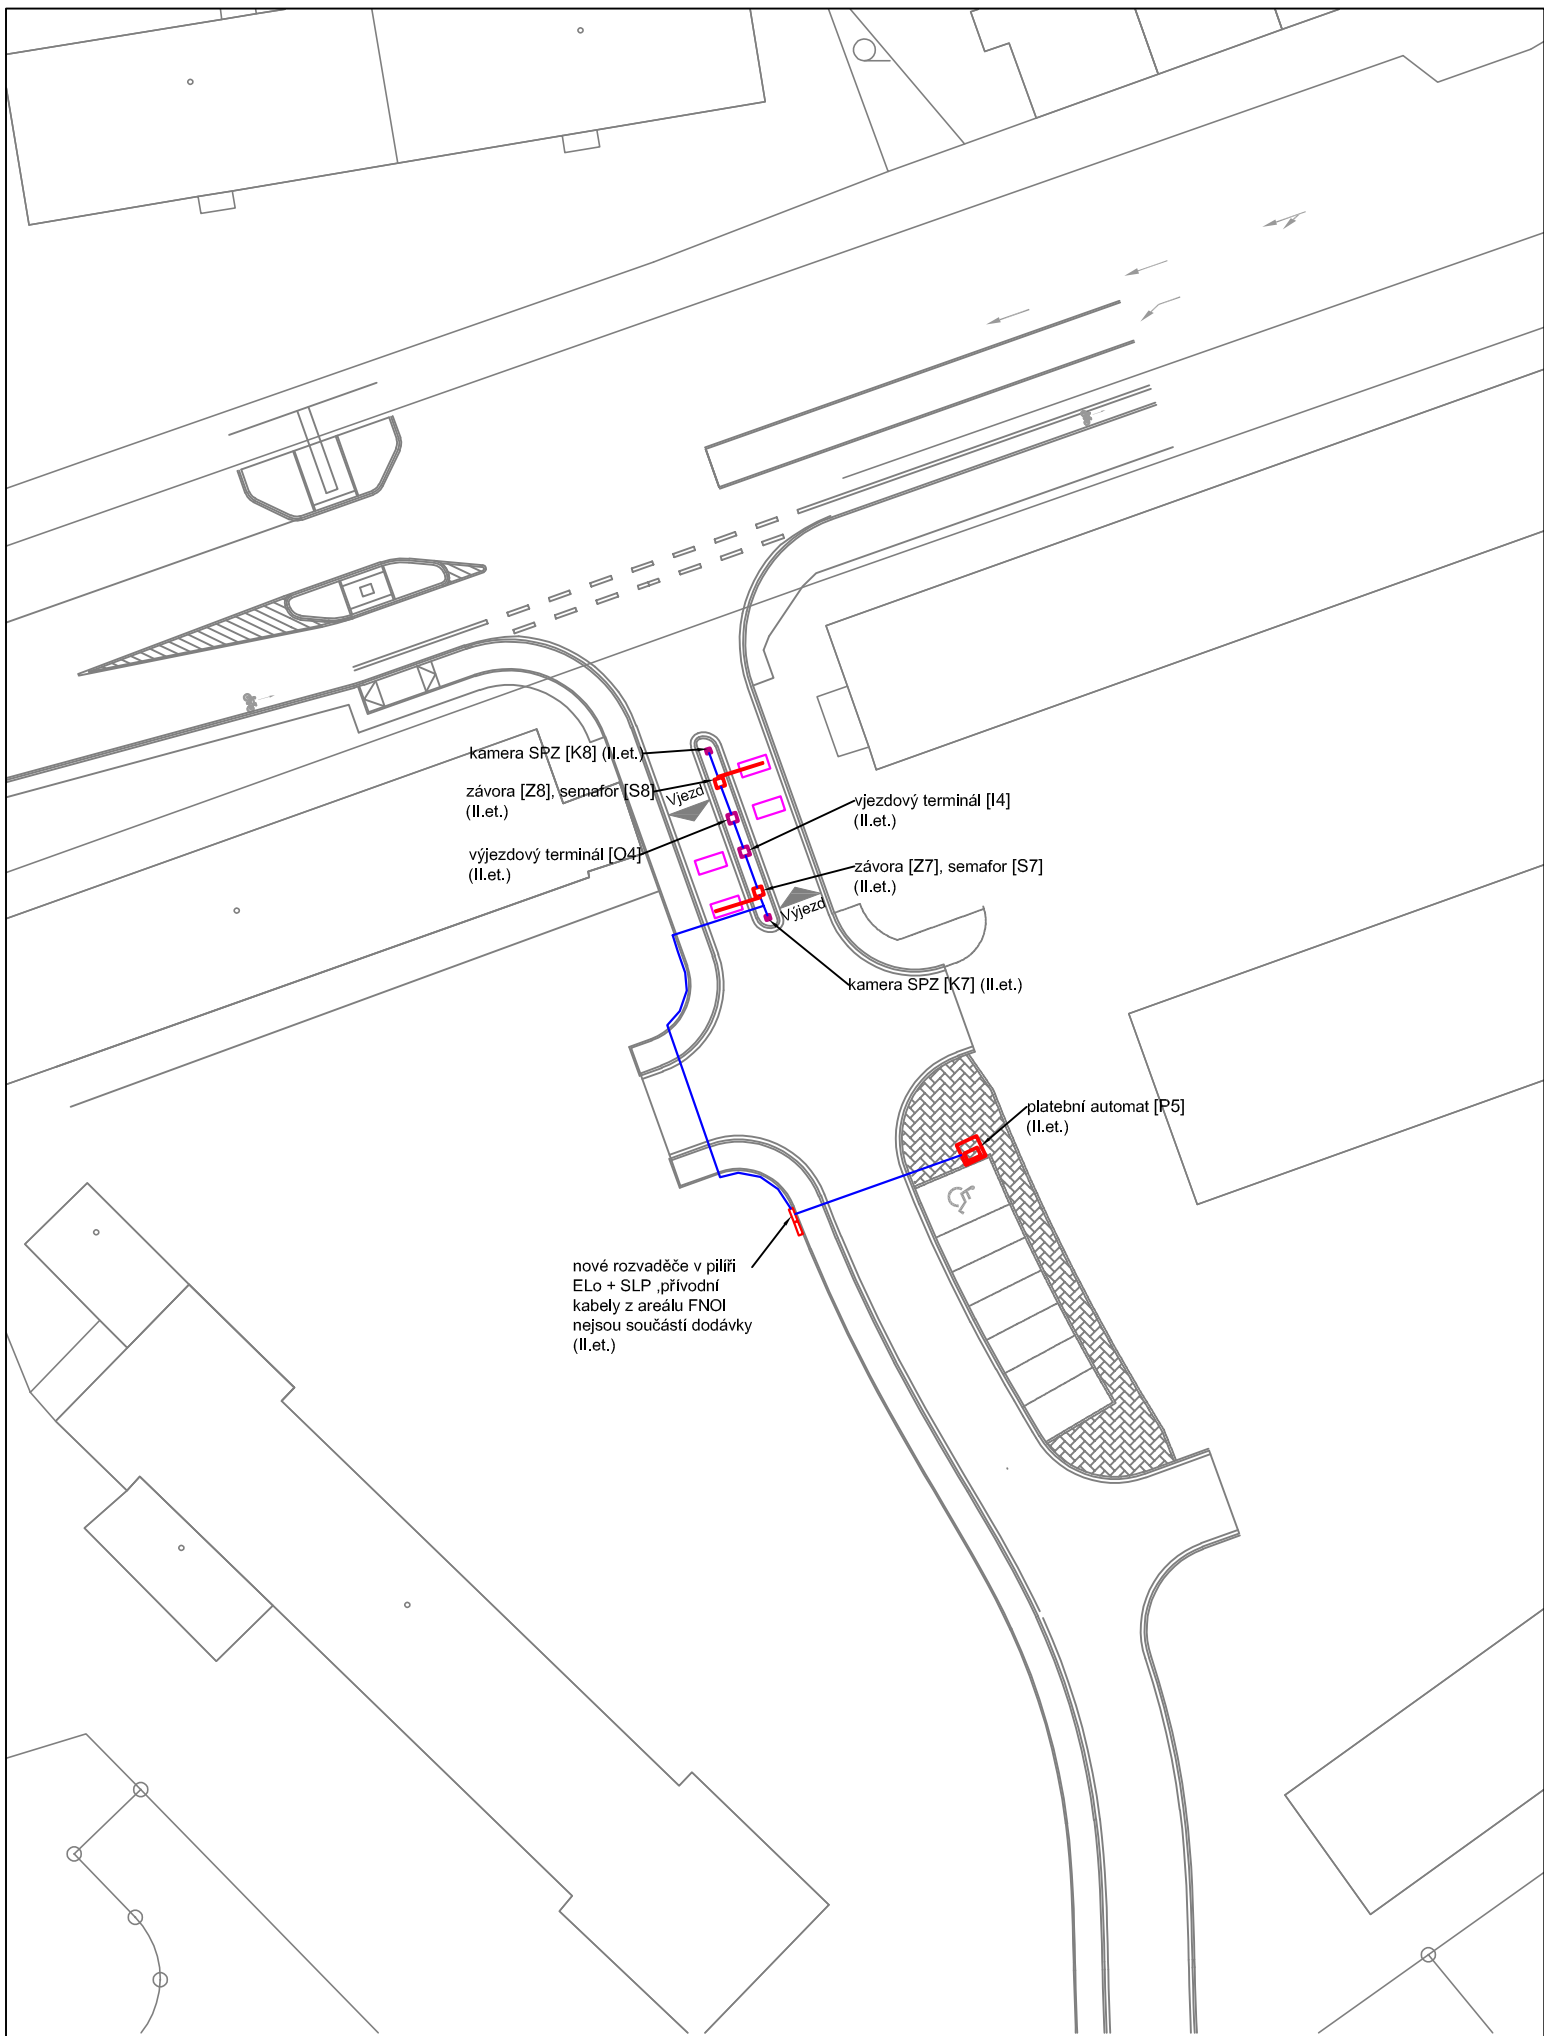 kamera SPZ [K8] (II.et.)
závora [Z8], semafor [S8]
(II.et.)
Vjezd
vjezdový terminál [I4]
(II.et.)
výjezdový terminál [O4]
(II.et.)
závora [Z7], semafor [S7]
(II.et.)
Výjezd
kamera SPZ [K7] (II.et.)
platební automat [P5]
(II.et.)
nové rozvaděče v pilíři
ELo + SLP ,přívodní
kabely z areálu FNOl
nejsou součástí dodávky
(II.et.)